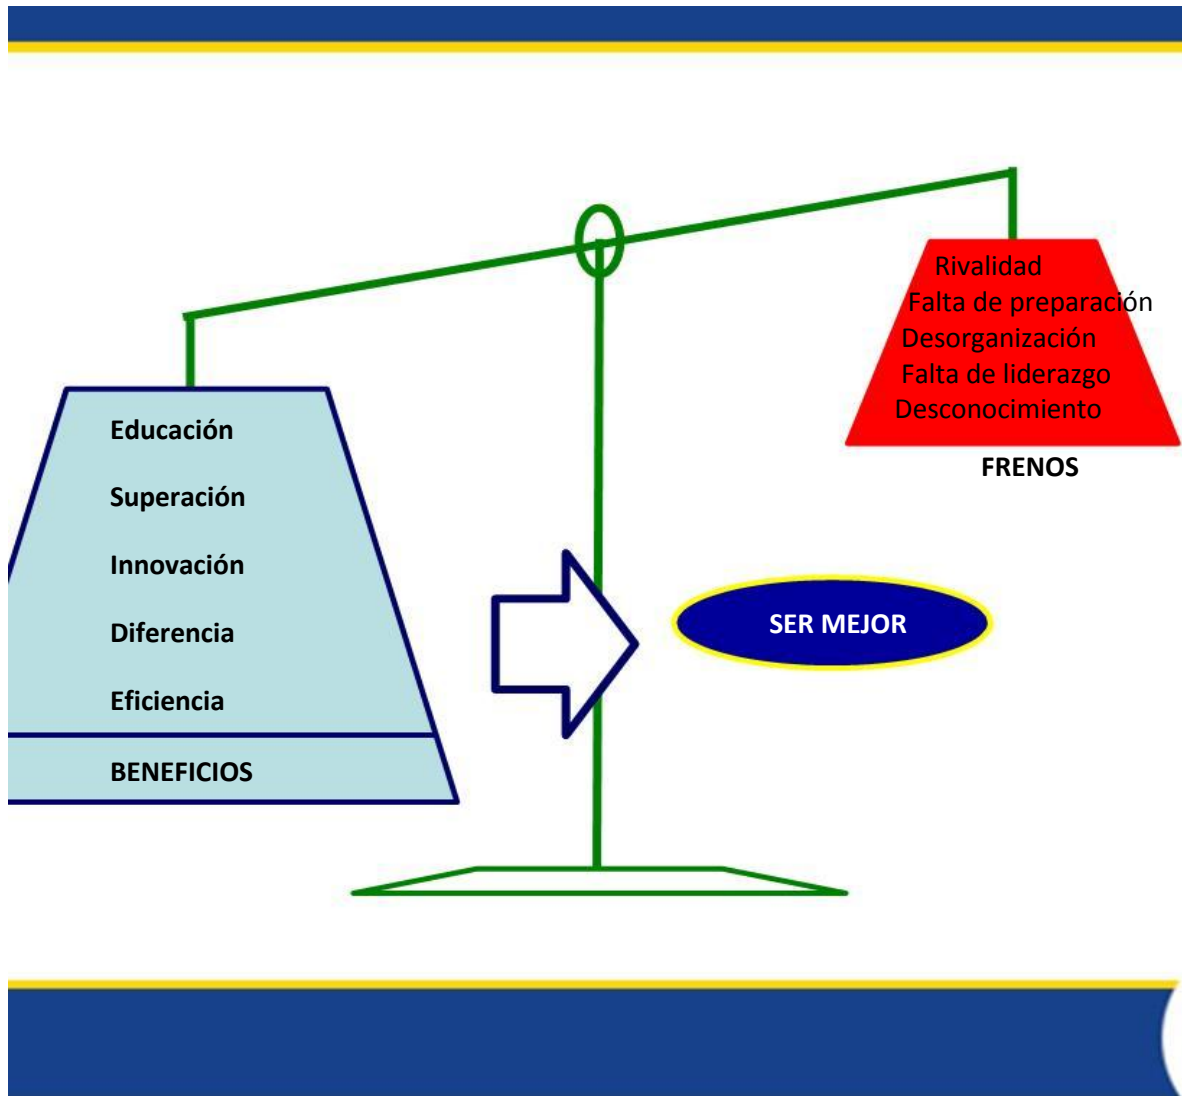 Rivalidad
Falta de preparación
Desorganización
Falta de liderazgo
Desconocimiento
FRENOS
Educación
Superación
Innovación
Diferencia
Eficiencia
BENEFICIOS
SER MEJOR